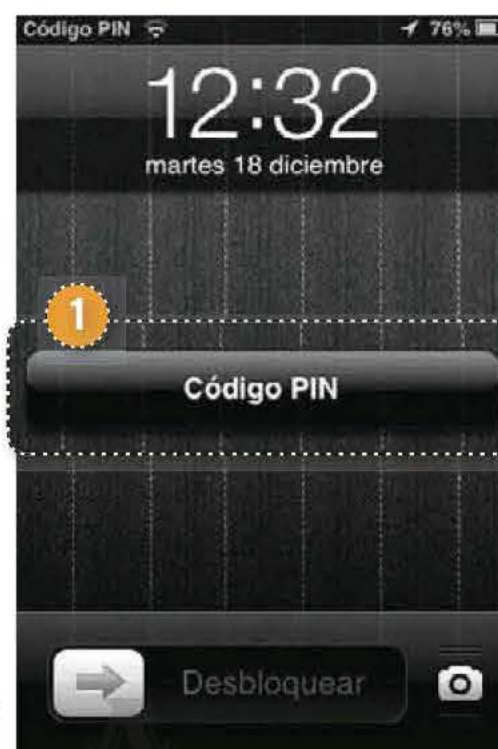 Código PIN 76%
12:32
martes 18 diciembre
1
Código PIN
Desbloquear